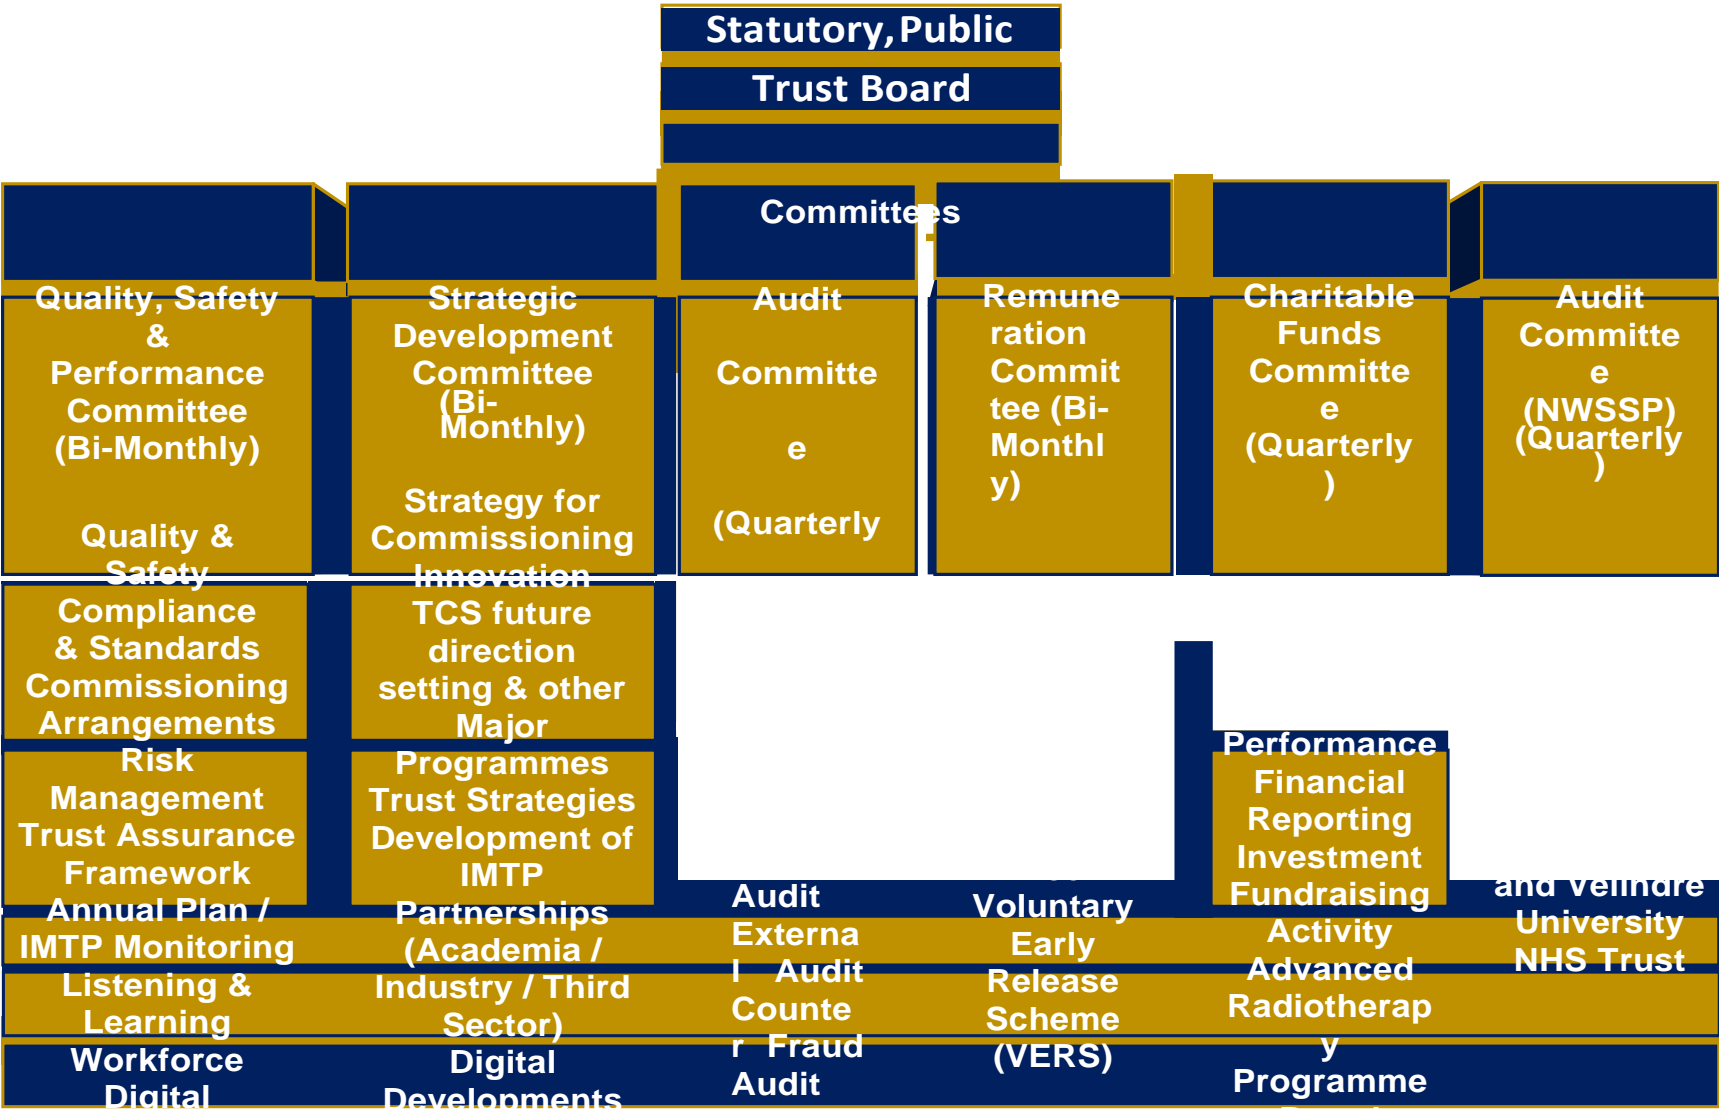 Statutory, Public
Trust Board
Committees
Quality, Safety
&
Performance
Committee
(Bi-Monthly)
Quality &
Safety
Compliance
& Standards
Commissioning
Arrangements
Risk
Management
Trust Assurance
Framework
Annual Plan /
IMTP Monitoring
Listening &
Learning
Workforce
Digital
Strategic
Development
Committee
(Bi-
Monthly)
Strategy for
Commissioning
Innovation
TCS future
direction
setting & other
Major
Programmes
Trust Strategies
Development of
IMTP
Partnerships
(Academia /
Industry / Third
Sector)
Digital
Developments
Audit
Committe
e
(Quarterly
Audit
Externa
l Audit
Counte
r Fraud
Audit
Remune
ration
Commit
tee (Bi-
Monthl
y)
Voluntary
Early
Release
Scheme
(VERS)
Charitable
Funds
Committe
e
(Quarterly
)
Performance
Financial
Reporting
Investment
Fundraising
Activity
Advanced
Radiotherap
y
Programme
Audit
Committe
e
(NWSSP)
(Quarterly
)
and Velindre
University
NHS Trust